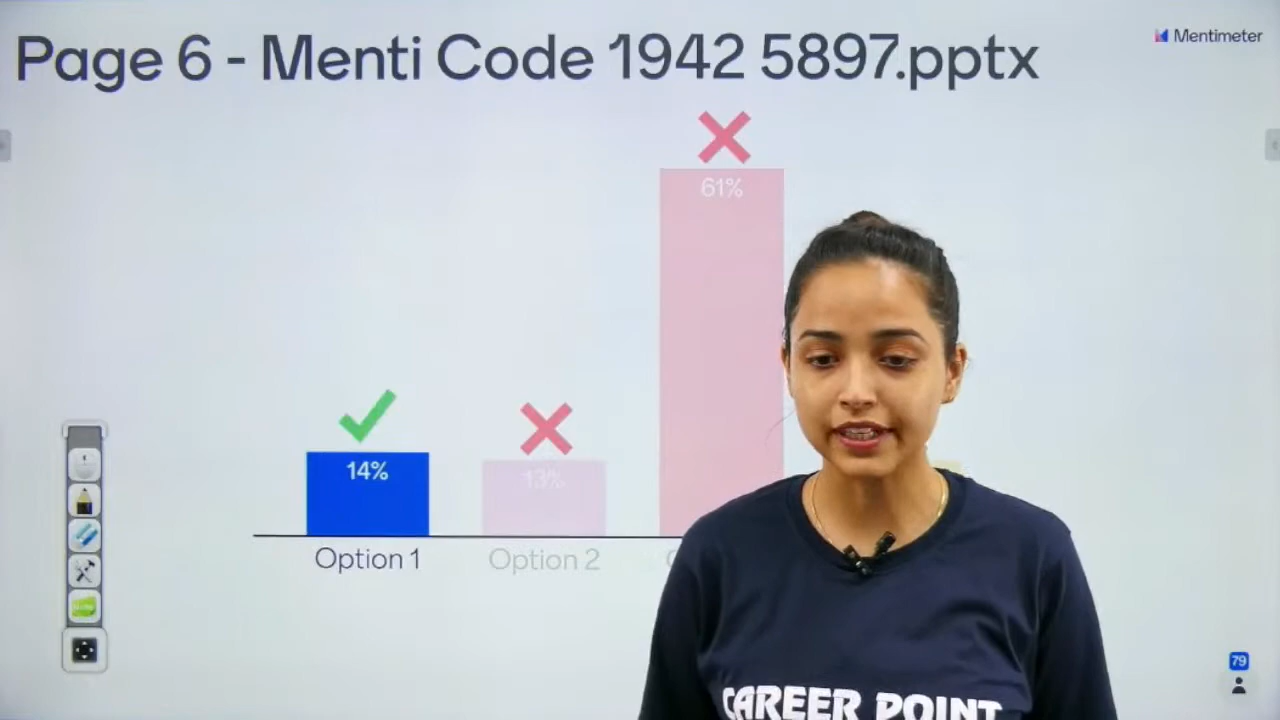 Page 6 - Menti Code 1942 5897.pptx
Mentimeter
61%
14%
13%
Option 1
Option 2
79
CAREER POINT